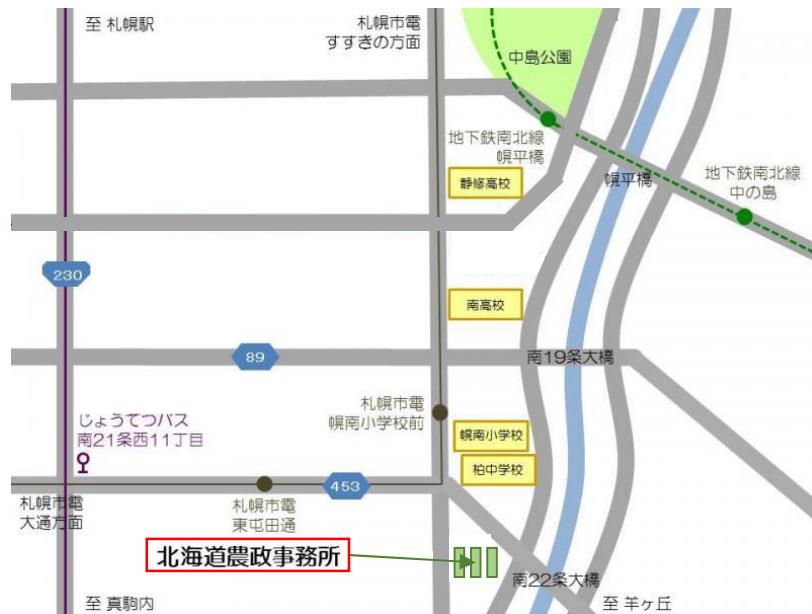 至 札幌駅
札幌市電
すすきの方面
中島公園
地下鉄南北線
幌平橋
静修高校
幌平橋
地下鉄南北線
中の島
230
南高校
89
南19条大橋
札幌市電
幌南小学校前
じょうてつバス
南21条西11丁目
幌南小学校
柏中学校
453
札幌市電
大通方面
札幌市電
東屯田通
北海道農政事務所
南22条大橋
至 真駒内
至 羊ヶ丘